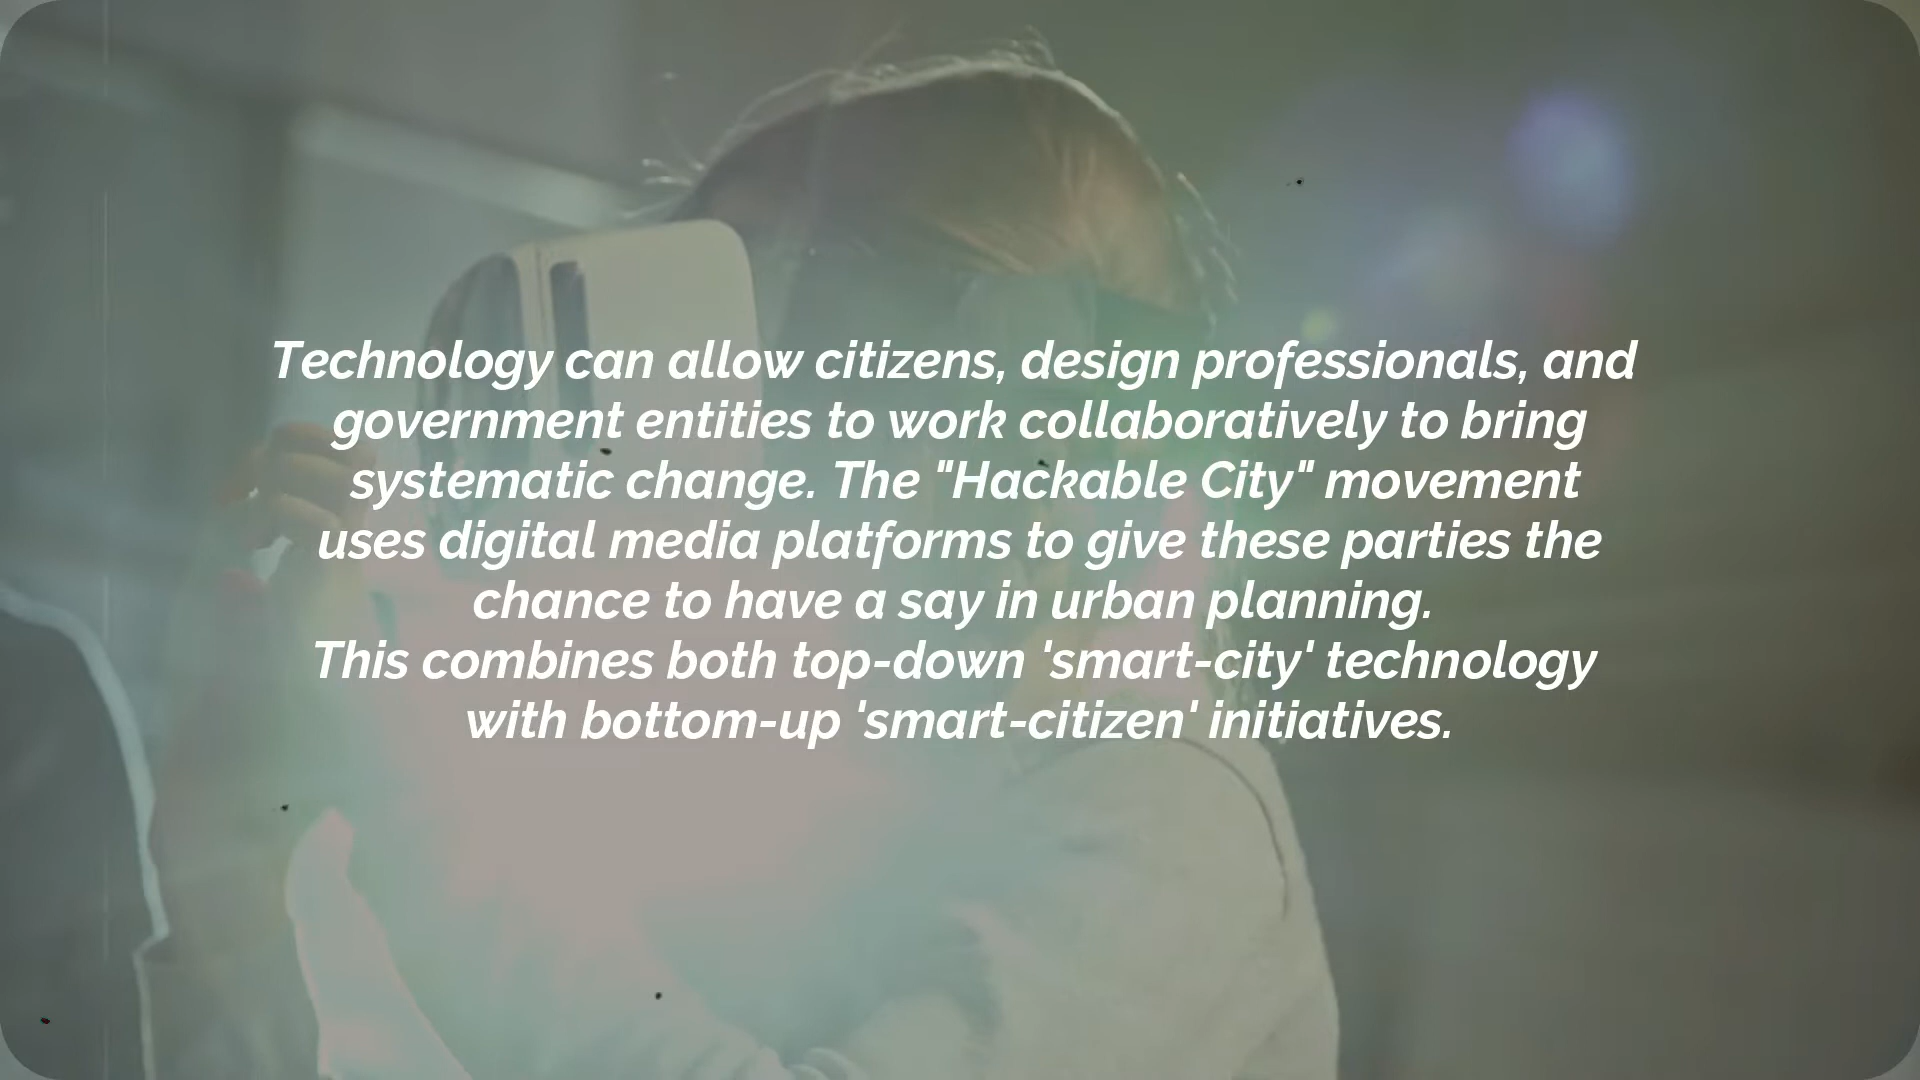 Technology can allow citizens, design professionals, and
government entities to work collaboratively to bring
systematic change. The "Hackable City" movement
uses digital media platforms to give these parties the
chance to have a say in urban planning.
This combines both top-down 'smart-city' technology
with bottom-up 'smart-citizen' initiatives.